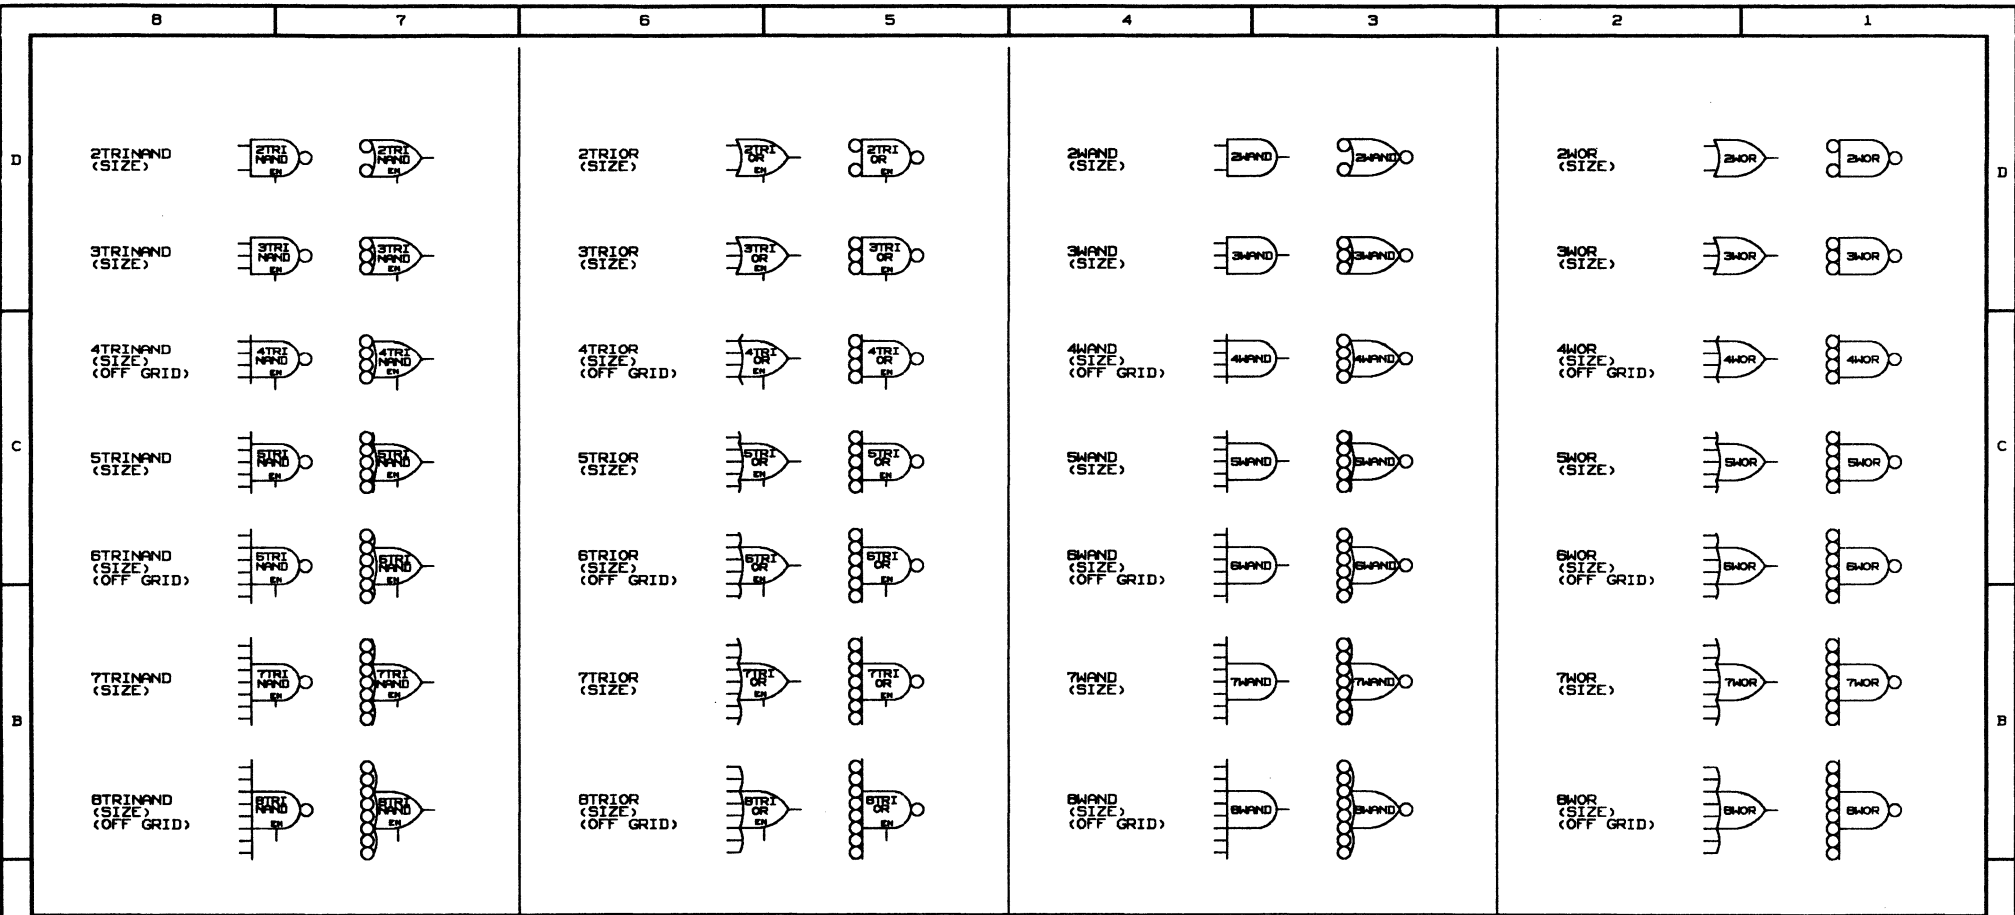 8 7 6 5 4 3 2 1
D D
2TRINAND
(SIZE)
2TRI
NAND
EN
2TRI
NAND
EN
2TRIOR
(SIZE)
2TRI
OR
EN
2TRI
OR
EN
2WAND
(SIZE)
2WAND
2WAND
2WOR
(SIZE)
2WOR
2WOR
3TRINAND
(SIZE)
3TRI
NAND
EN
3TRI
NAND
EN
3TRIOR
(SIZE)
3TRI
OR
EN
3TRI
OR
EN
3WAND
(SIZE)
3WAND
3WAND
3WOR
(SIZE)
3WOR
3WOR
4TRINAND
(SIZE)
(OFF GRID)
4TRI
NAND
EN
4TRI
NAND
EN
4TRIOR
(SIZE)
(OFF GRID)
4TRI
OR
EN
4TRI
OR
EN
4WAND
(SIZE)
(OFF GRID)
4WAND
4WAND
4WOR
(SIZE)
(OFF GRID)
4WOR
4WOR
C C
5TRINAND
(SIZE)
5TRI
NAND
EN
5TRI
NAND
EN
5TRIOR
(SIZE)
5TRI
OR
EN
5TRI
OR
EN
5WAND
(SIZE)
5WAND
5WAND
5WOR
(SIZE)
5WOR
5WOR
6TRINAND
(SIZE)
(OFF GRID)
6TRI
NAND
EN
6TRI
NAND
EN
6TRIOR
(SIZE)
(OFF GRID)
6TRI
OR
EN
6TRI
OR
EN
6WAND
(SIZE)
(OFF GRID)
6WAND
6WAND
6WOR
(SIZE)
(OFF GRID)
6WOR
6WOR
7TRINAND
(SIZE)
7TRI
NAND
EN
7TRI
NAND
EN
7TRIOR
(SIZE)
7TRI
OR
EN
7TRI
OR
EN
7WAND
(SIZE)
7WAND
7WAND
7WOR
(SIZE)
7WOR
7WOR
B B
8TRINAND
(SIZE)
(OFF GRID)
8TRI
NAND
EN
8TRI
NAND
EN
8TRIOR
(SIZE)
(OFF GRID)
8TRI
OR
EN
8TRI
OR
EN
8WAND
(SIZE)
(OFF GRID)
8WAND
8WAND
8WOR
(SIZE)
(OFF GRID)
8WOR
8WOR